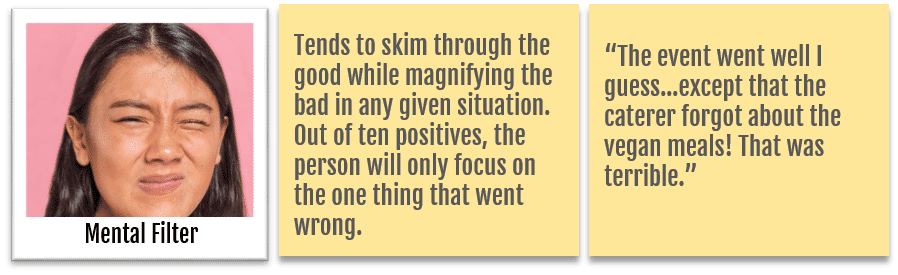 Mental Filter
Tends to skim through the
good while magnifying the
bad in any given situation.
Out of ten positives, the
person will only focus on
the one thing that went
wrong.
“The event went well I
guess...except that the
caterer forgot about the
vegan meals! That was
terrible.”